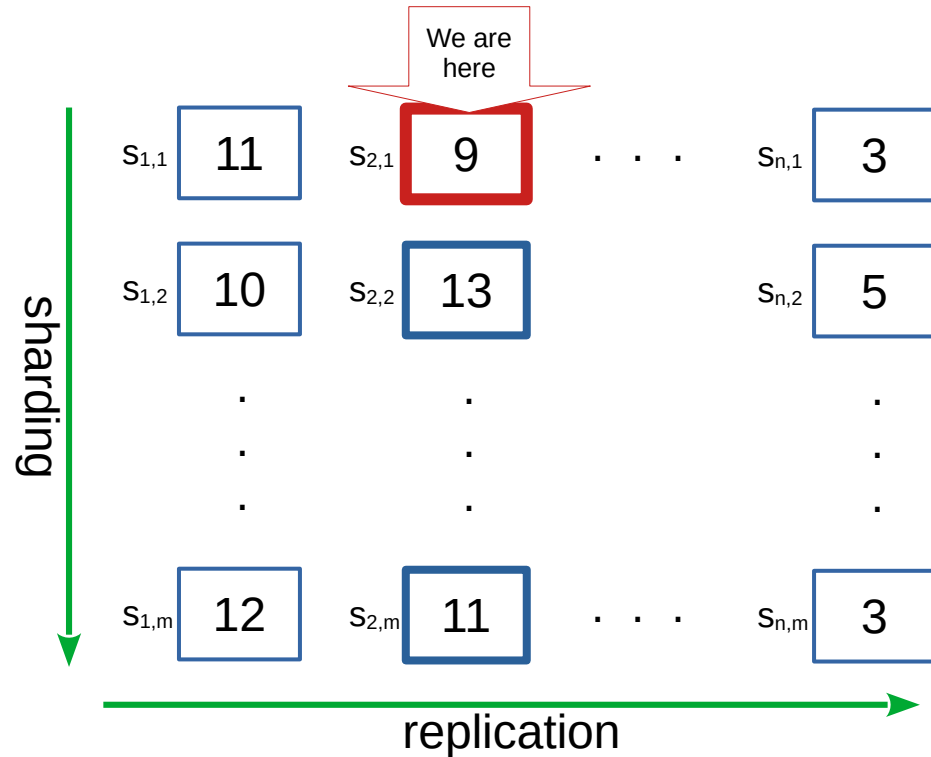 We are
here
s1,1 11 s2,1 9 . . . sn,1 3
s1,2 10 s2,2 13 sn,2 5
. . .
. . .
. . .
s1,m 12 s2,m 11 . . . sn,m 3
sharding
replication